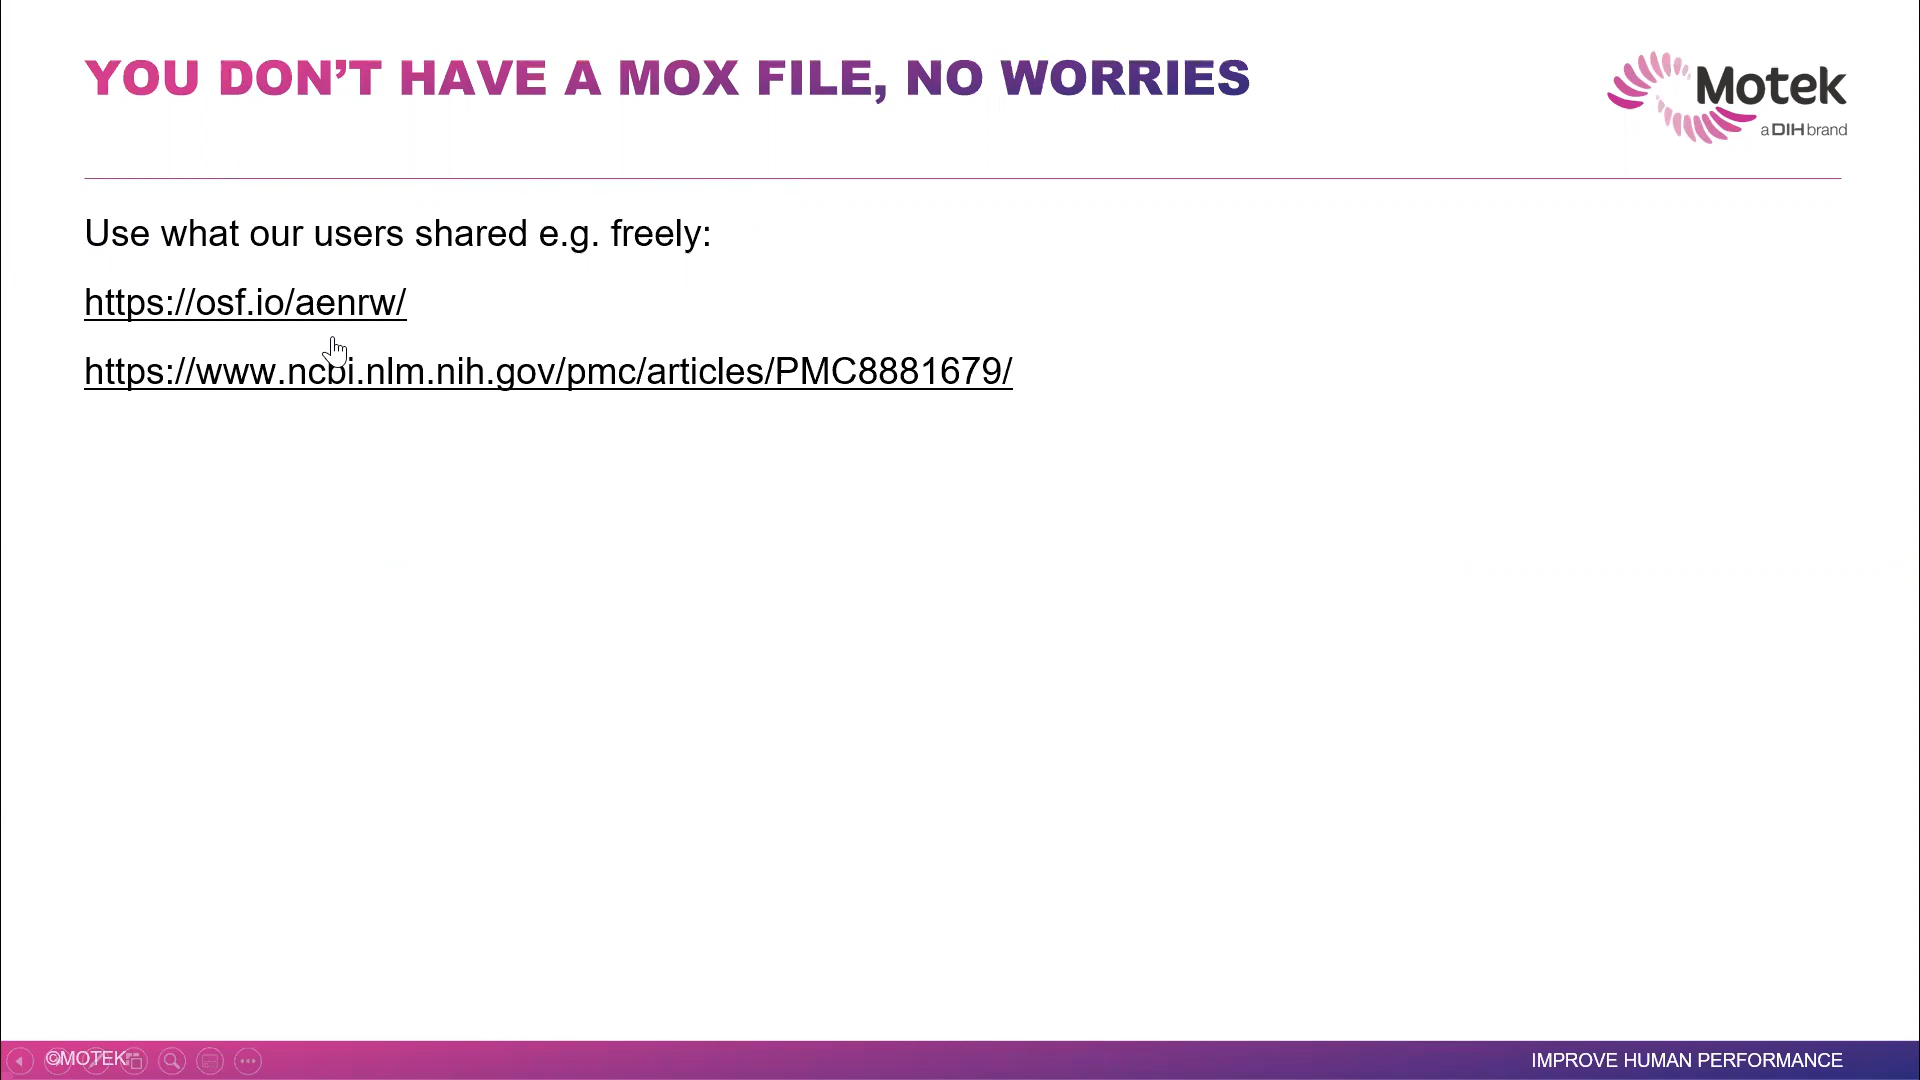 YOU DON’T HAVE A MOX FILE, NO WORRIES
Motek
a DIH brand
Use what our users shared e.g. freely:
https://osf.io/aenrw/
https://www.ncbi.nlm.nih.gov/pmc/articles/PMC8881679/
©MOTEK
IMPROVE HUMAN PERFORMANCE